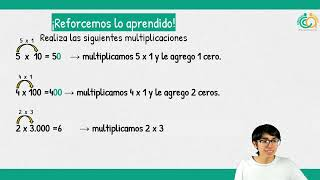 ¡Reforcemos lo aprendido!
Realiza las siguientes multiplicaciones
5 x 1
5 x 10 = 50 → multiplicamos 5 x 1 y le agrego 1 cero.
4 x 1
4 x 100 = 400 → multiplicamos 4 x 1 y le agrego 2 ceros.
2 x 3
2 x 3.000 =6 → multiplicamos 2 x 3